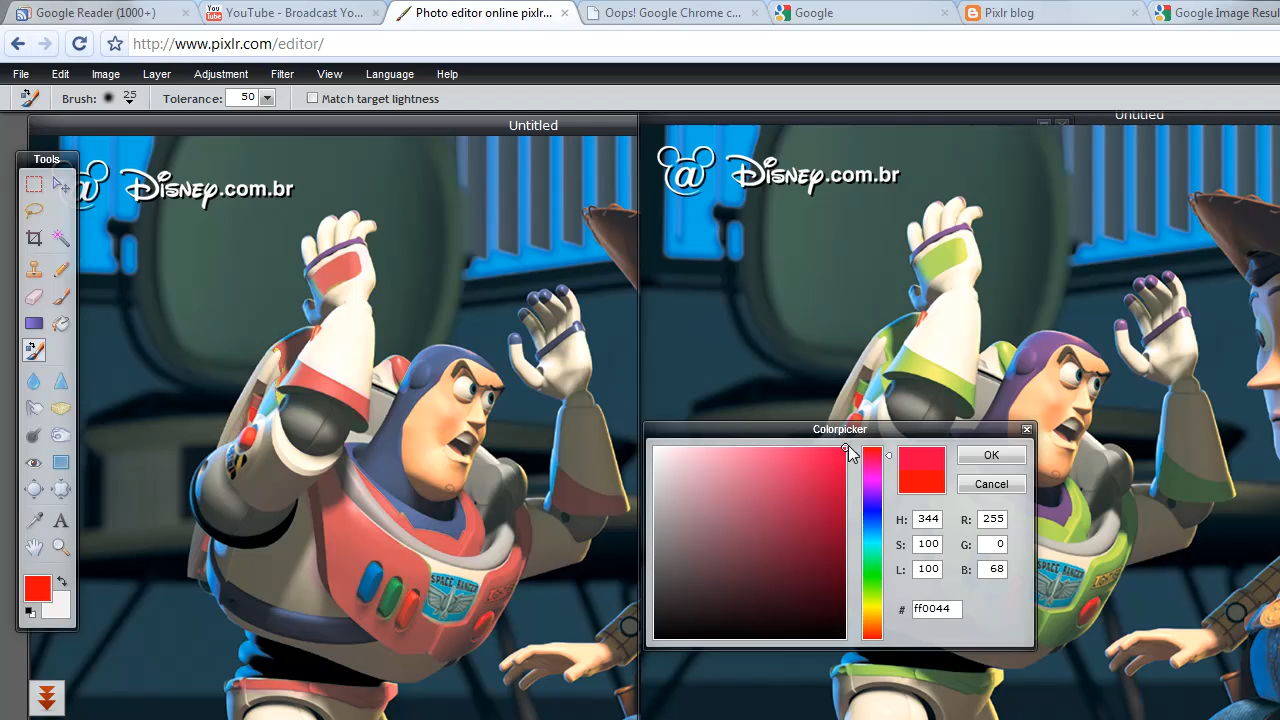 Google Reader (1000+)
YouTube - Broadcast Yo...
Photo editor online pixlr...
Oops! Google Chrome c...
Google
Pixlr blog
Google Image Resul
http://www.pixlr.com/editor/
File Edit Image Layer Adjustment Filter View Language Help
Brush: 25 Tolerance: 50 Match target lightness
Untitled
Untitled
Tools
@ Disney.com.br
@ Disney.com.br
A
SPACE RANGER
Colorpicker
OK
Cancel
H: 344 R: 255
S: 100 G: 0
L: 100 B: 68
# ff0044